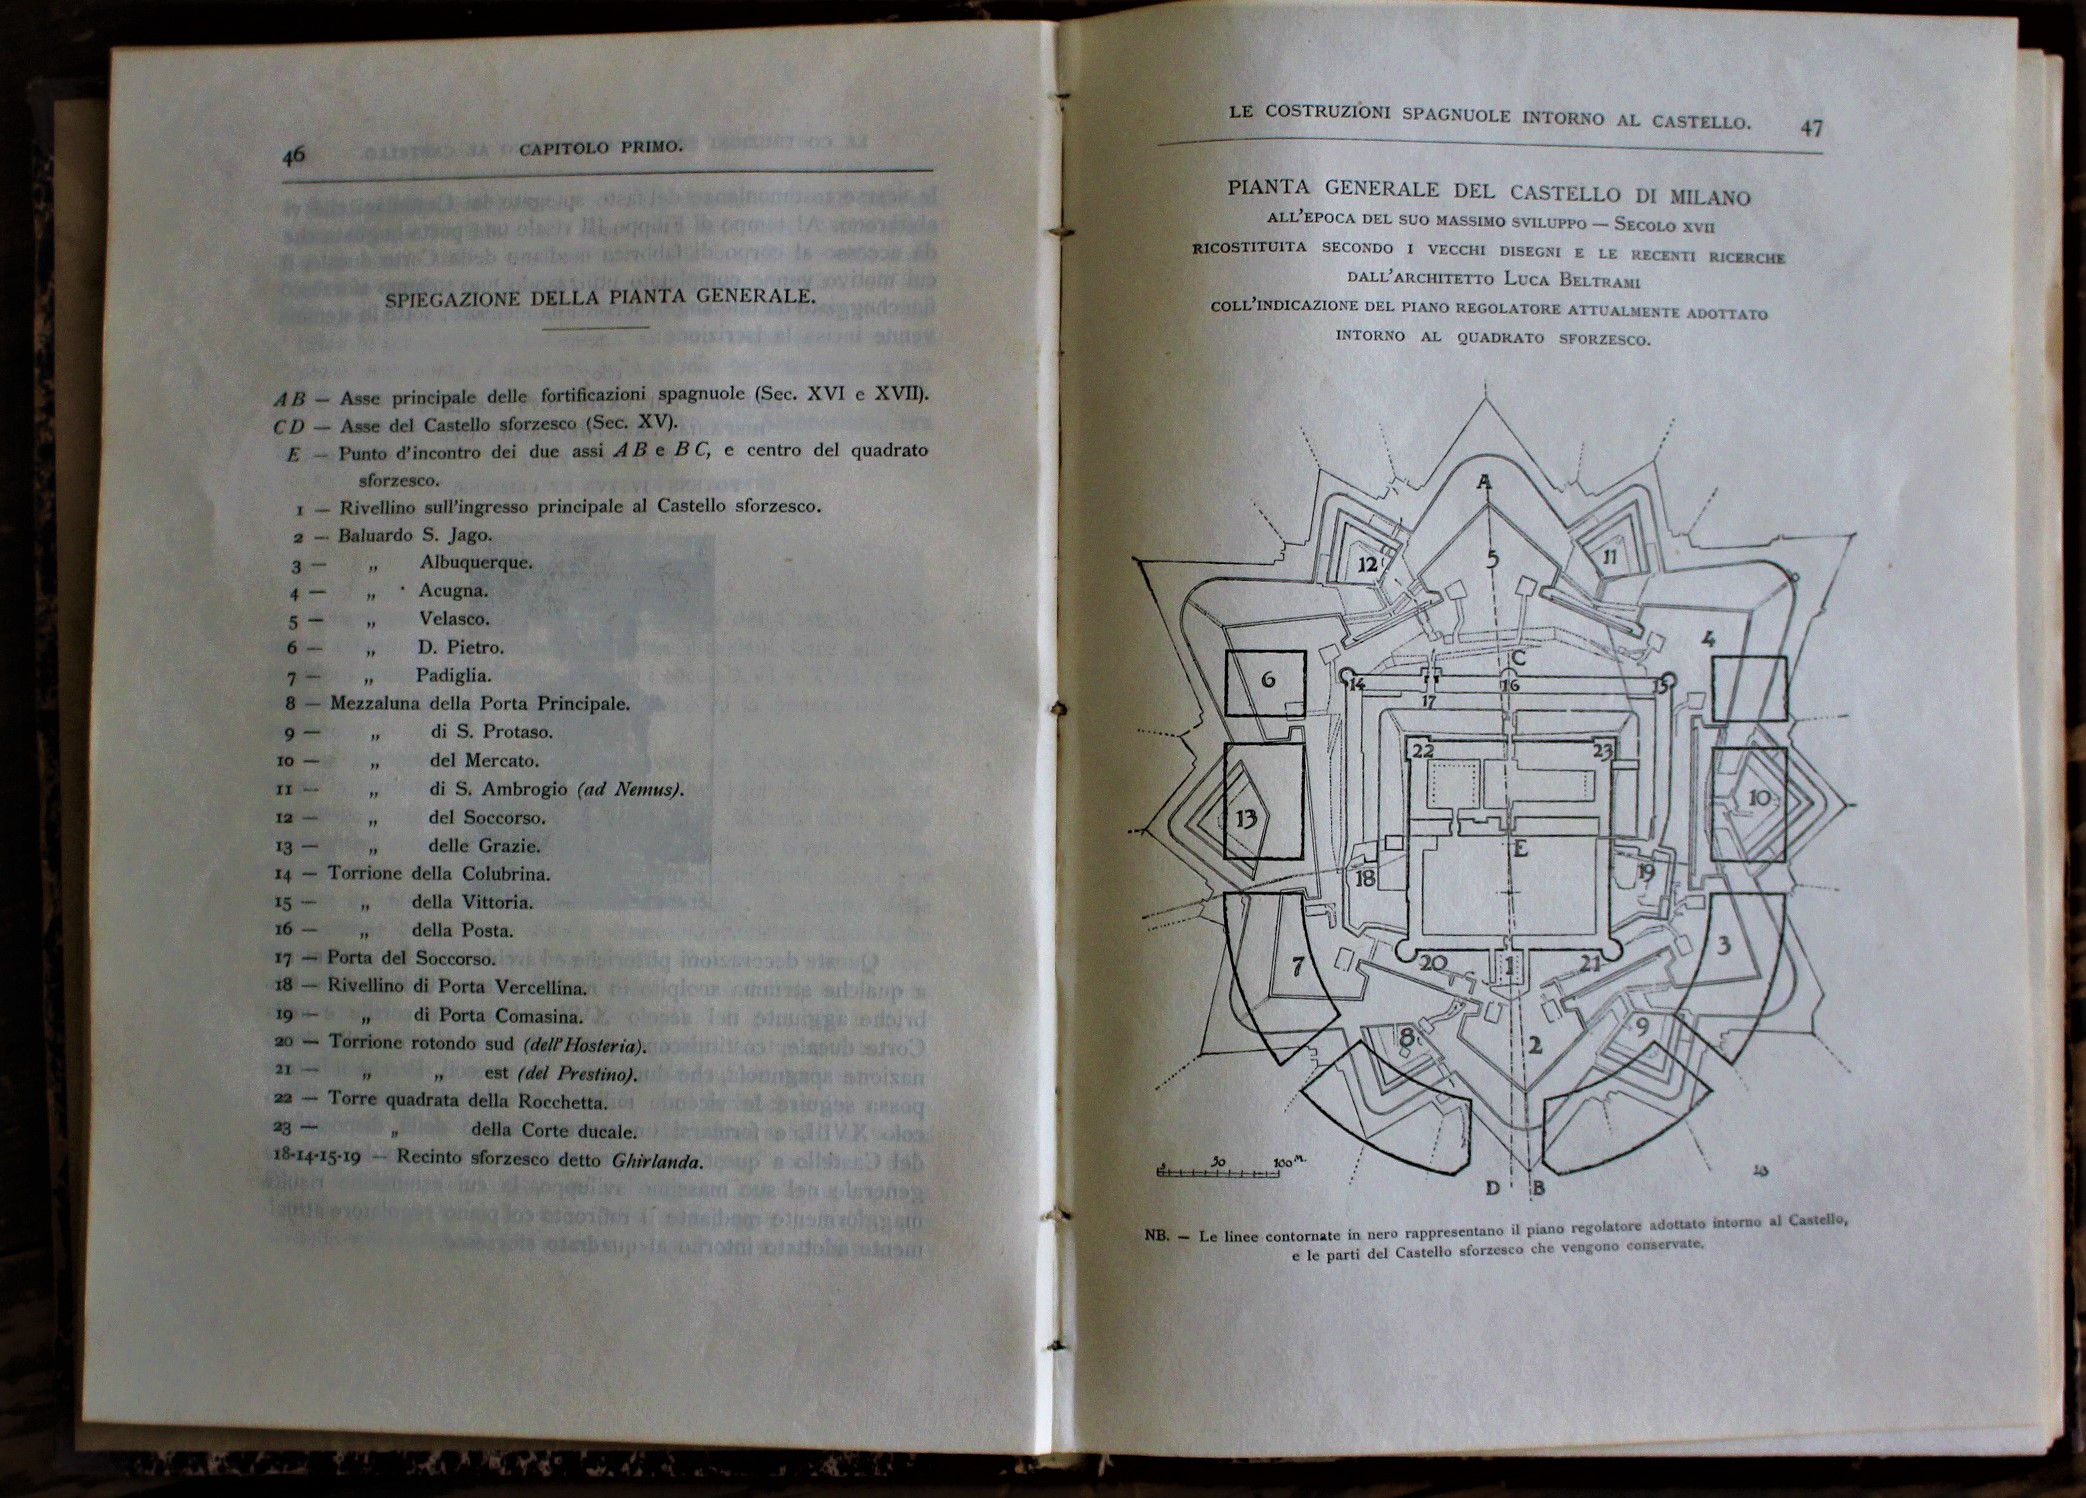 46
CAPITOLO PRIMO.
SPIEGAZIONE DELLA PIANTA GENERALE.
AB — Asse principale delle fortificazioni spagnuole (Sec. XVI e XVII).
CD — Asse del Castello sforzesco (Sec. XV).
E — Punto d'incontro dei due assi AB e BC, e centro del quadrato
sforzesco.
1 — Rivellino sull'ingresso principale al Castello sforzesco.
2 — Baluardo S. Jago.
3 — „ Albuquerque.
4 — „ Acugna.
5 — „ Velasco.
6 — „ D. Pietro.
7 — „ Padiglia.
8 — Mezzaluna della Porta Principale.
9 — „ di S. Protaso.
10 — „ del Mercato.
11 — „ di S. Ambrogio (ad Nemus).
12 — „ del Soccorso.
13 — „ delle Grazie.
14 — Torrione della Colubrina.
15 — „ della Vittoria.
16 — „ della Posta.
17 — Porta del Soccorso.
18 — Rivellino di Porta Vercellina.
19 — „ di Porta Comasina.
20 — Torrione rotondo sud (dell'Hosteria).
21 — „ „ est (del Prestino).
22 — Torre quadrata della Rocchetta.
23 — „ della Corte ducale.
18-14-15-19 — Recinto sforzesco detto Ghirlanda.
LE COSTRUZIONI SPAGNUOLE INTORNO AL CASTELLO.
47
PIANTA GENERALE DEL CASTELLO DI MILANO
ALL'EPOCA DEL SUO MASSIMO SVILUPPO — SECOLO XVII
RICOSTITUITA SECONDO I VECCHI DISEGNI E LE RECENTI RICERCHE
DALL'ARCHITETTO LUCA BELTRAMI
COLL'INDICAZIONE DEL PIANO REGOLATORE ATTUALMENTE ADOTTATO
INTORNO AL QUADRATO SFORZESCO.
A
12
5
11
4
C
6
14
16
15
17
22
23
13
10
E
18
19
7
20
1
21
3
8
2
9
50
100 M.
D
B
NB. — Le linee contornate in nero rappresentano il piano regolatore adottato intorno al Castello,
e le parti del Castello sforzesco che vengono conservate.